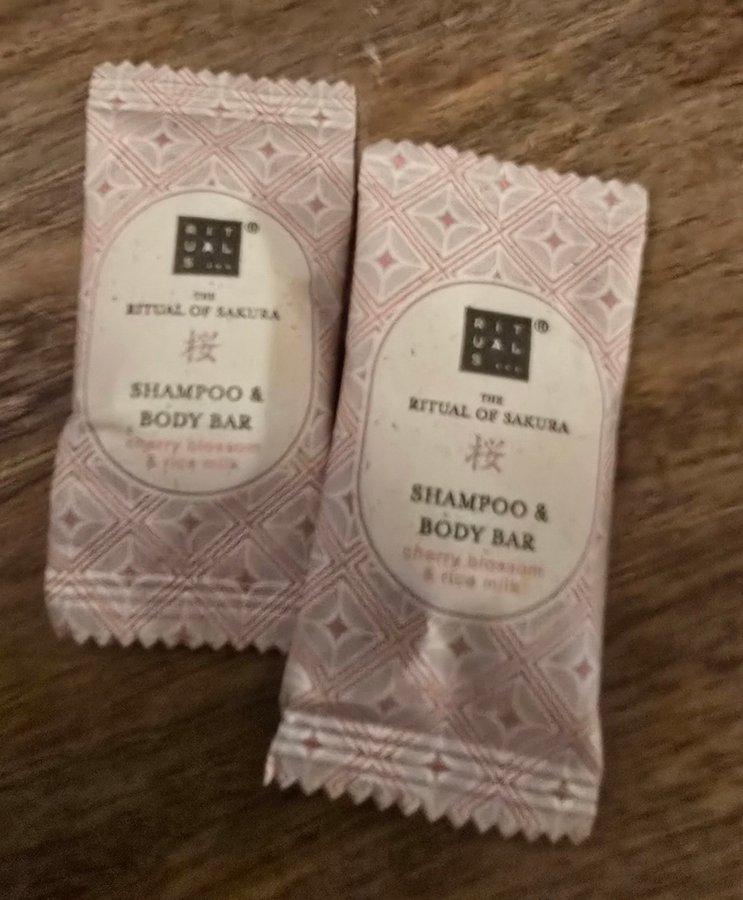 RIT
UAL
S...
®
THE
RITUAL OF SAKURA
桜
SHAMPOO &
BODY BAR
cherry blossom
& rice milk
RIT
UAL
S...
®
THE
RITUAL OF SAKURA
桜
SHAMPOO &
BODY BAR
cherry blossom
& rice milk